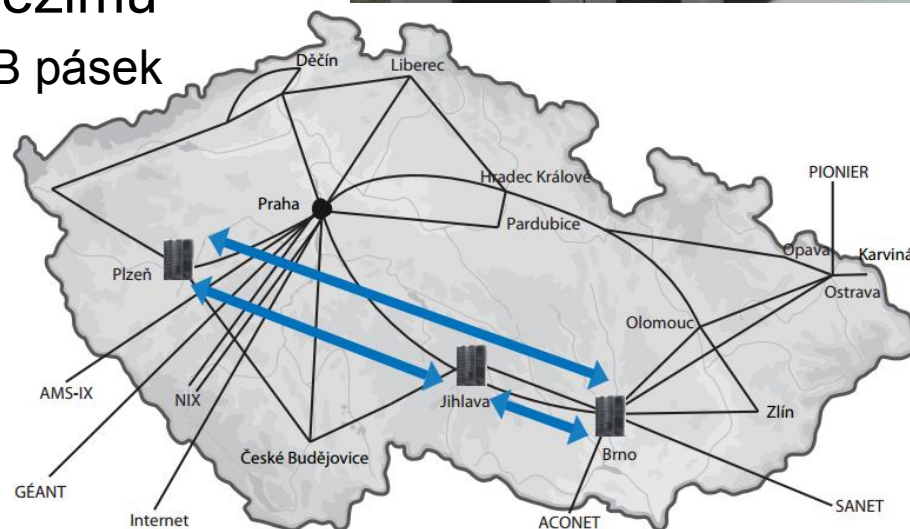 B pásek
Děčín
Liberec
Hradec Králové
PIONIER
Praha
Pardubice
Opava
Karviná
Plzeň
Ostrava
Olomouc
AMS-IX
NIX
Jihlava
Zlín
Brno
České Budějovice
GÉANT
SANET
Internet
ACONET